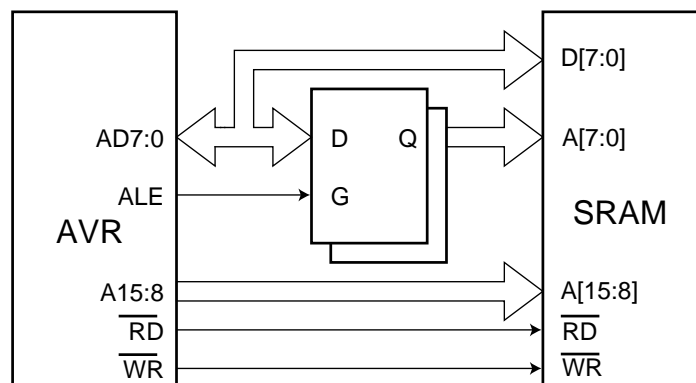 D[7:0]
AD7:0
D
Q
A[7:0]
ALE
G
AVR
SRAM
A15:8
A[15:8]
RD
RD
WR
WR